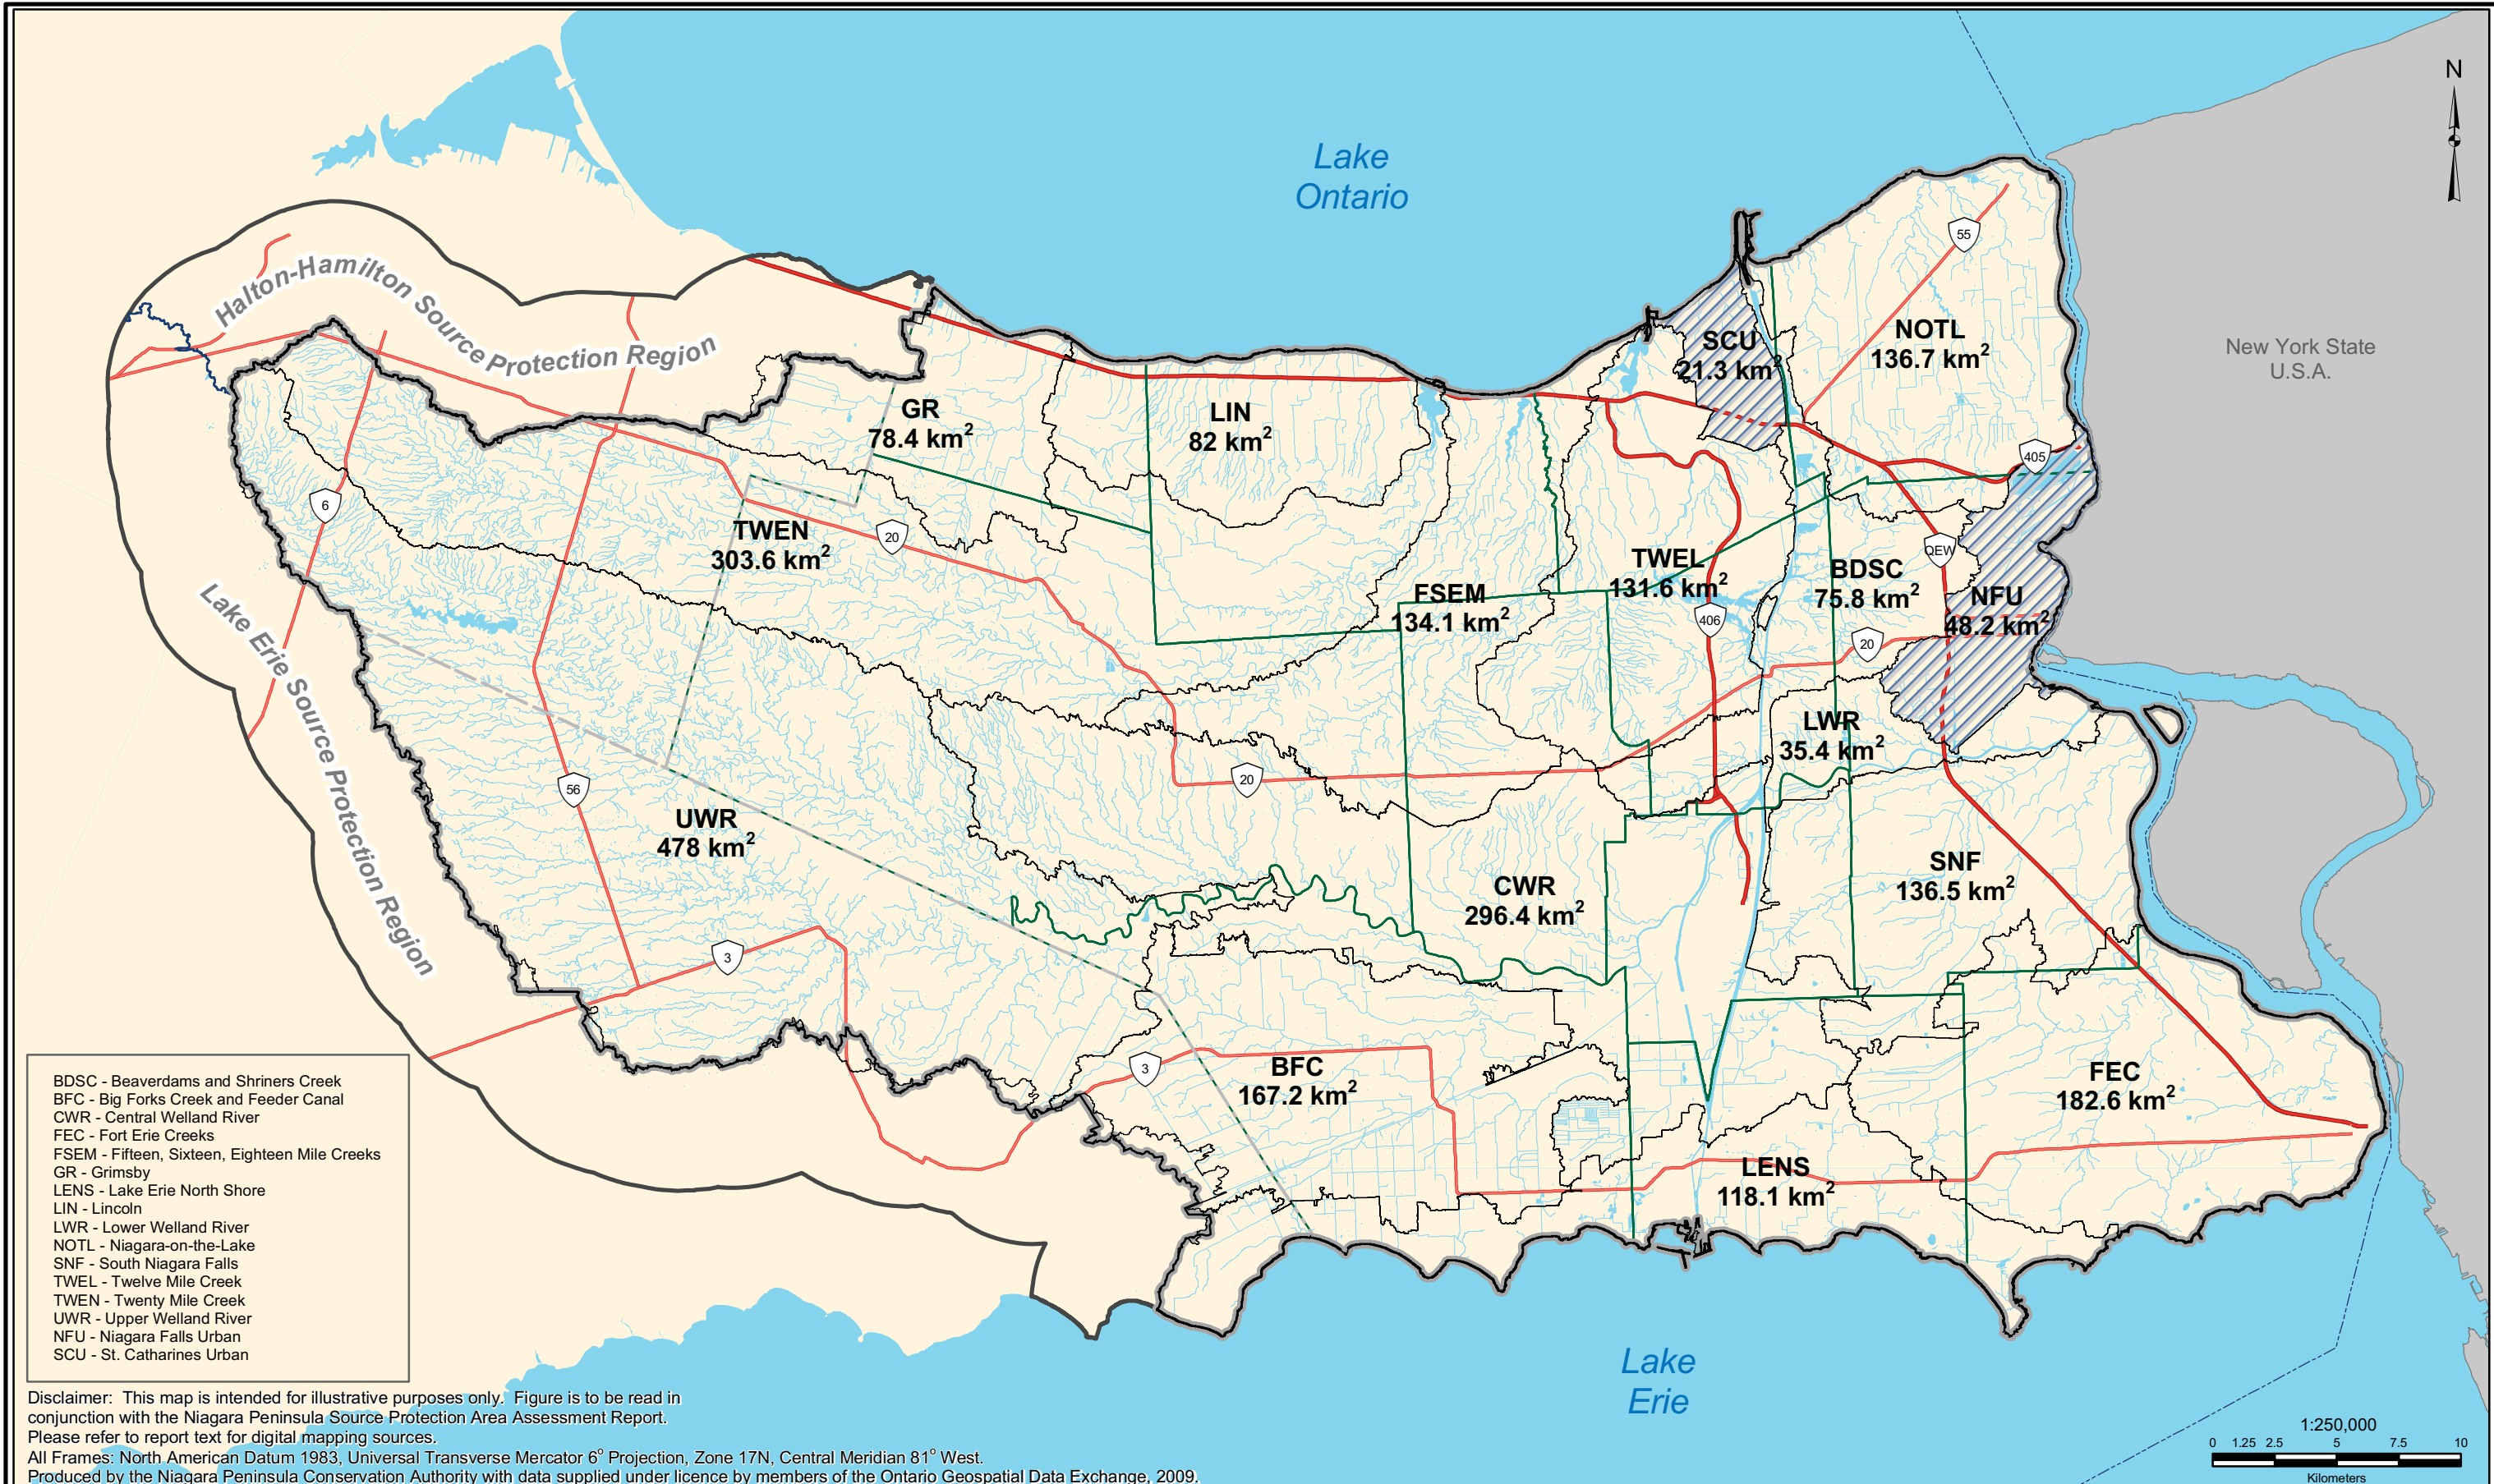 N
Lake
Ontario
55
Halton-Hamilton Source Protection Region
SCU
21.3 km²
NOTL
136.7 km²
New York State
U.S.A.
GR
78.4 km²
LIN
82 km²
405
6
TWEN
303.6 km²
20
QEW
FSEM
134.1 km²
TWEL
131.6 km²
406
BDSC
75.8 km²
NFU
48.2 km²
20
Lake Erie Source Protection Region
LWR
35.4 km²
56
20
UWR
478 km²
CWR
296.4 km²
SNF
136.5 km²
3
3
BFC
167.2 km²
FEC
182.6 km²
LENS
118.1 km²
BDSC - Beaverdams and Shriners Creek
BFC - Big Forks Creek and Feeder Canal
CWR - Central Welland River
FEC - Fort Erie Creeks
FSEM - Fifteen, Sixteen, Eighteen Mile Creeks
GR - Grimsby
LENS - Lake Erie North Shore
LIN - Lincoln
LWR - Lower Welland River
NOTL - Niagara-on-the-Lake
SNF - South Niagara Falls
TWEL - Twelve Mile Creek
TWEN - Twenty Mile Creek
UWR - Upper Welland River
NFU - Niagara Falls Urban
SCU - St. Catharines Urban
Lake
Erie
Disclaimer: This map is intended for illustrative purposes only. Figure is to be read in
conjunction with the Niagara Peninsula Source Protection Area Assessment Report.
Please refer to report text for digital mapping sources.
All Frames: North American Datum 1983, Universal Transverse Mercator 6° Projection, Zone 17N, Central Meridian 81° West.
Produced by the Niagara Peninsula Conservation Authority with data supplied under licence by members of the Ontario Geospatial Data Exchange, 2009.
1:250,000
0 1.25 2.5 5 7.5 10
Kilometers